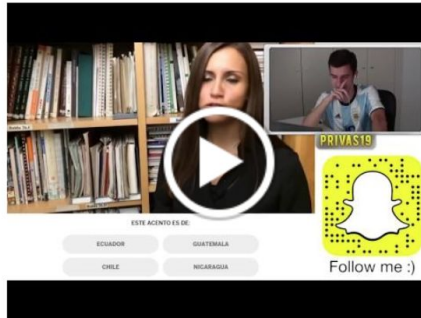 PRIVAS19
ESTE ACENTO ES DE:
ECUADOR
GUATEMALA
CHILE
NICARAGUA
Follow me :)